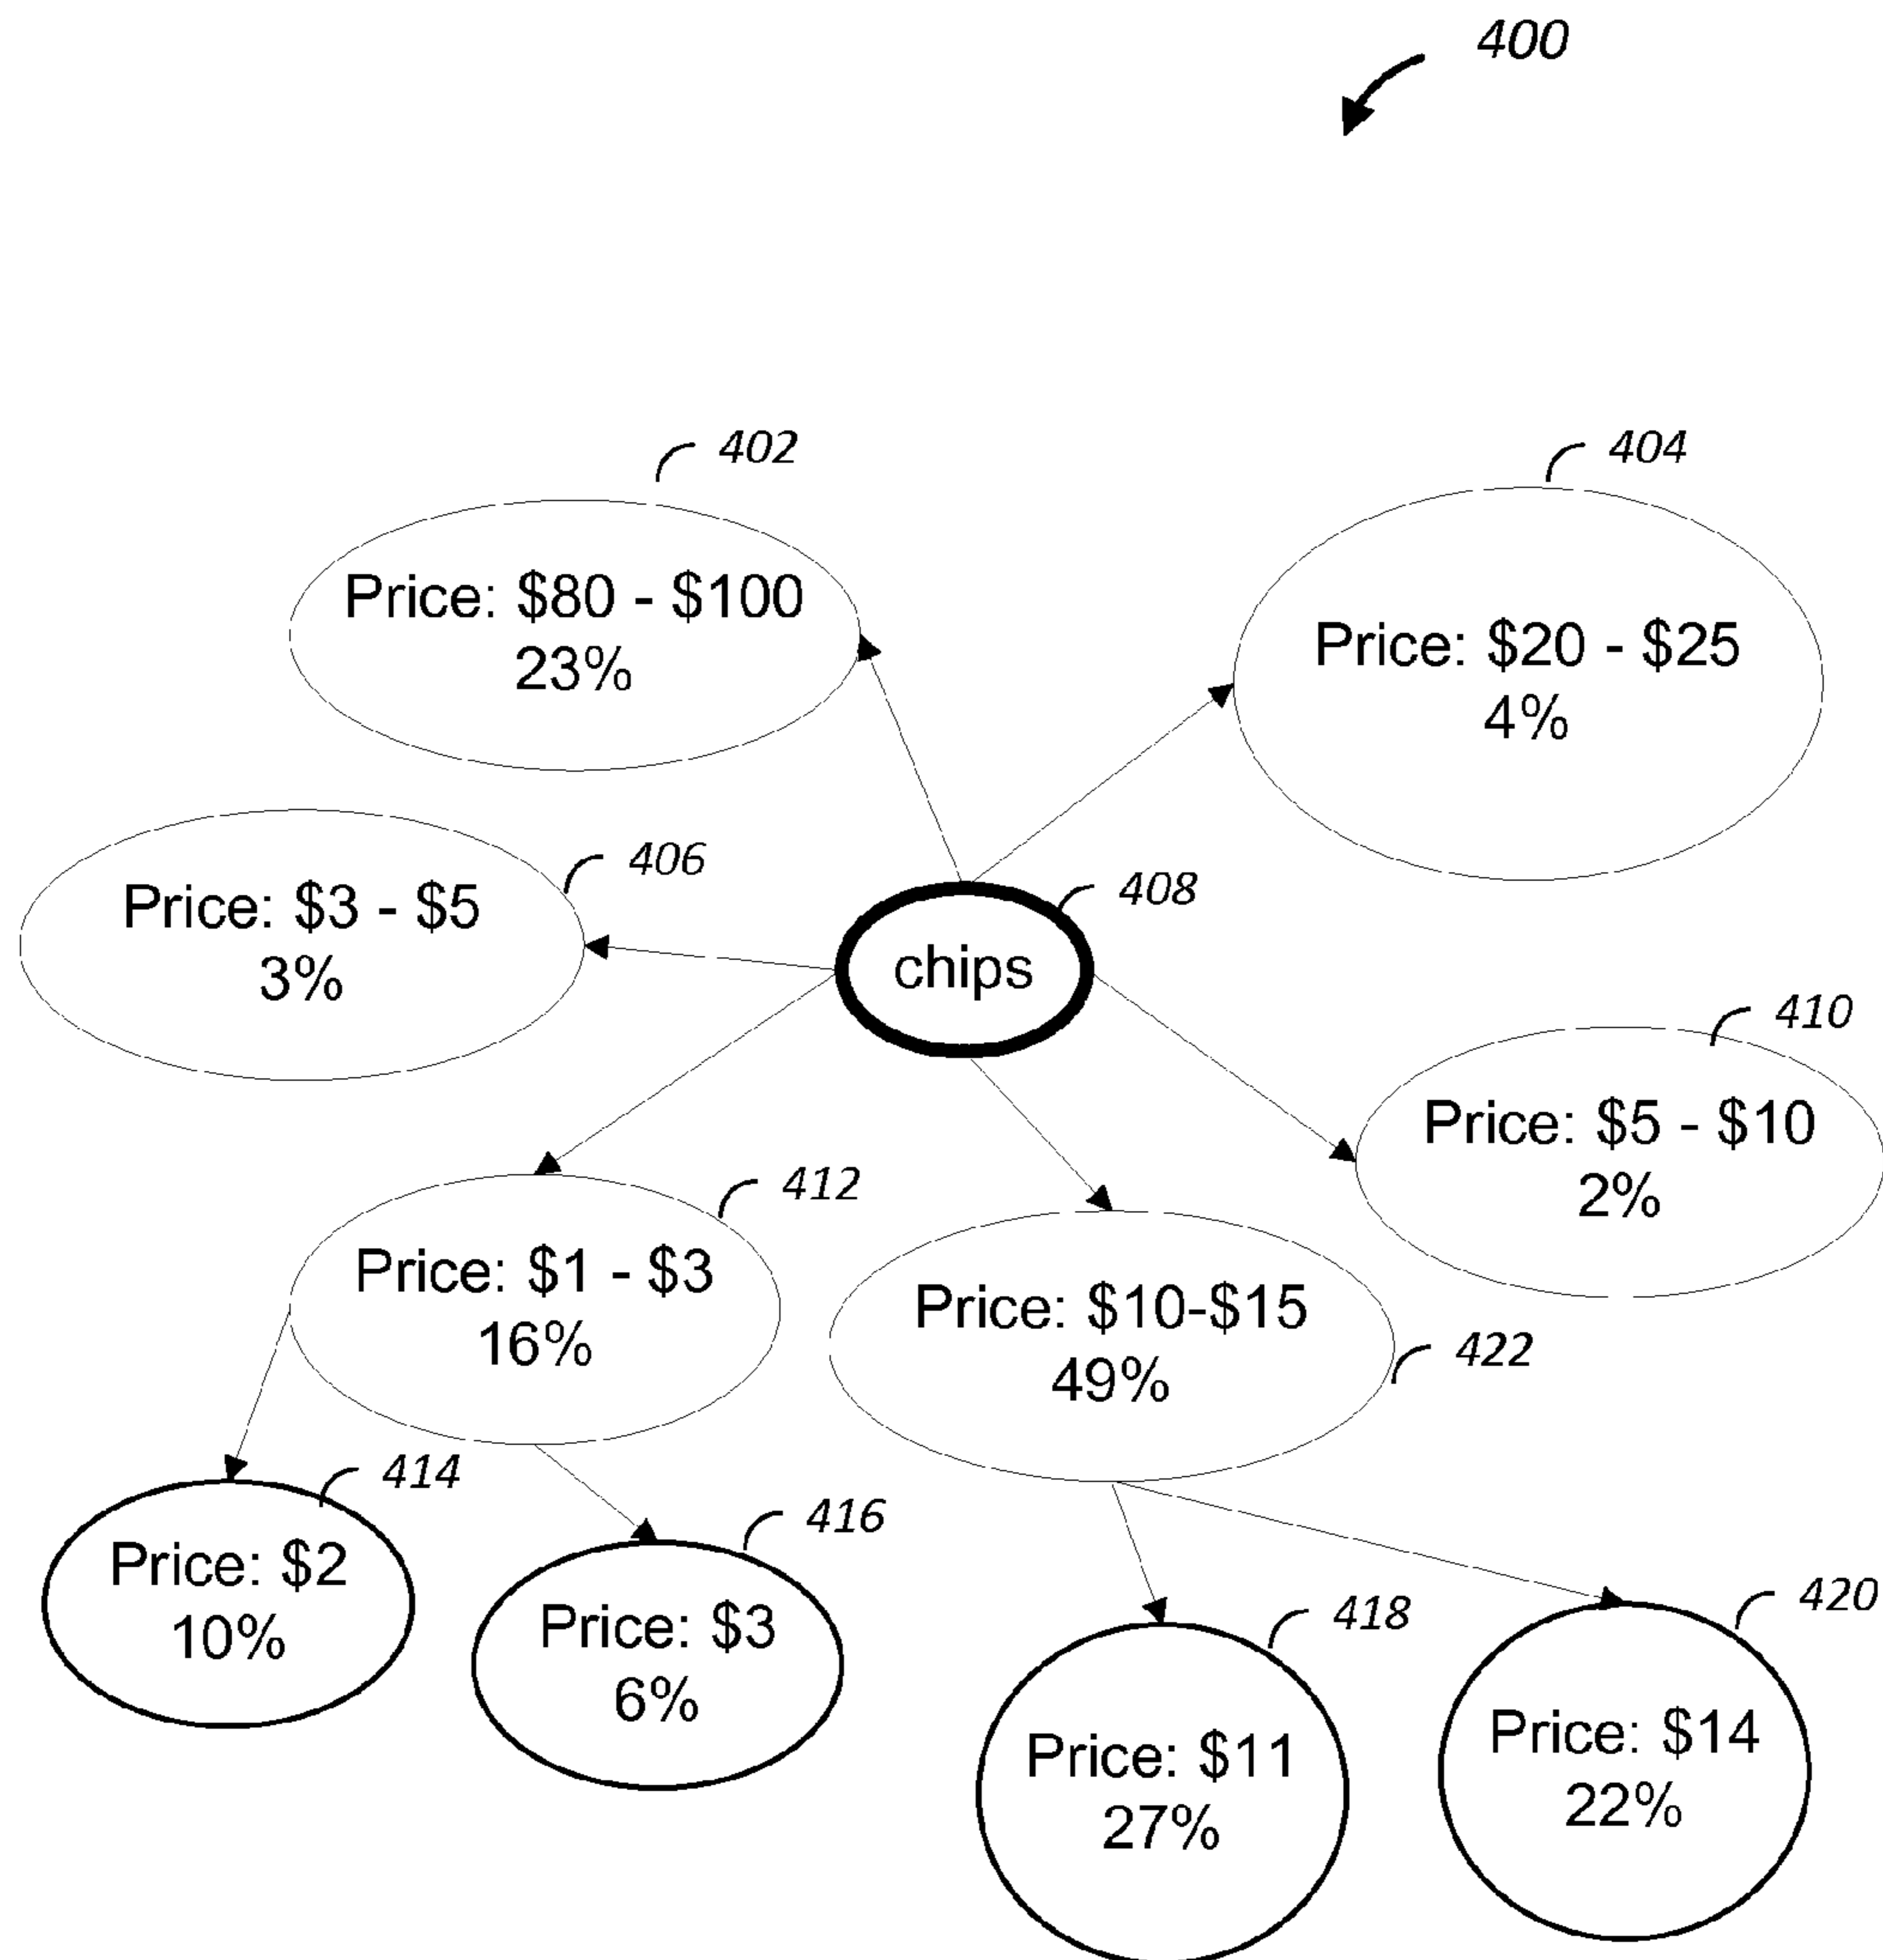 400
402
Price: $80 - $100
23%
404
Price: $20 - $25
4%
406
Price: $3 - $5
3%
408
chips
410
Price: $5 - $10
2%
412
Price: $1 - $3
16%
Price: $10-$15
49%
422
414
Price: $2
10%
416
Price: $3
6%
418
Price: $11
27%
420
Price: $14
22%